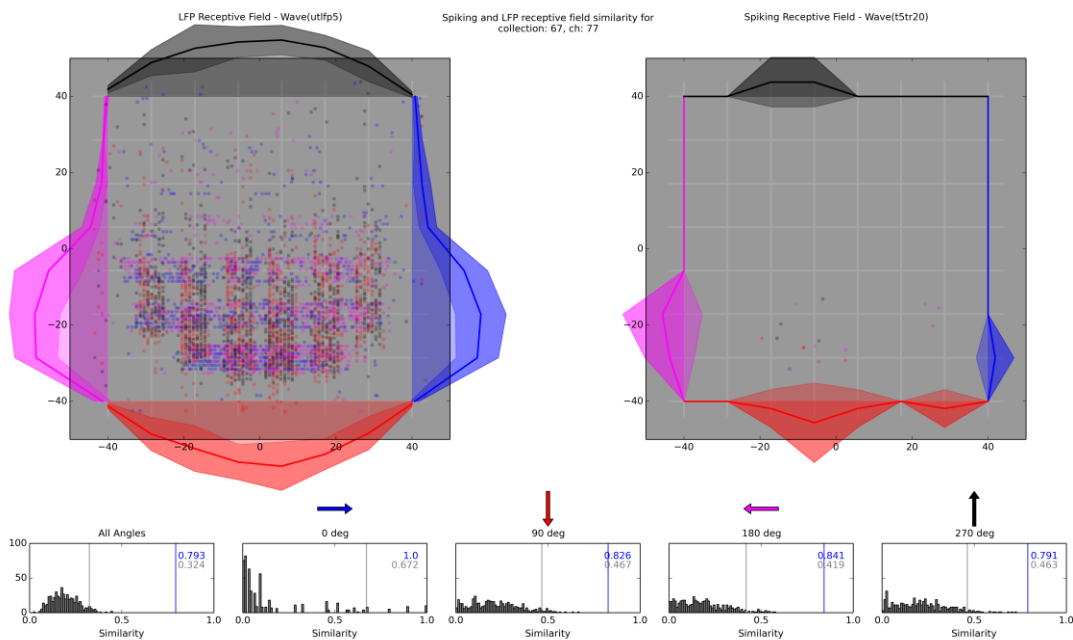 LFP Receptive Field - Wave(utlfp5)
Spiking and LFP receptive field similarity for
collection: 67, ch: 77
Spiking Receptive Field - Wave(t5tr20)
40
20
0
−20
−40
−40
−20
0
20
40
40
20
0
−20
−40
−40
−20
0
20
40
All Angles
0 deg
90 deg
180 deg
270 deg
100
50
0
0.793
0.324
1.0
0.672
0.826
0.467
0.841
0.419
0.791
0.463
0.0 0.5 1.0
0.0 0.5 1.0
0.0 0.5 1.0
0.0 0.5 1.0
0.0 0.5 1.0
Similarity
Similarity
Similarity
Similarity
Similarity